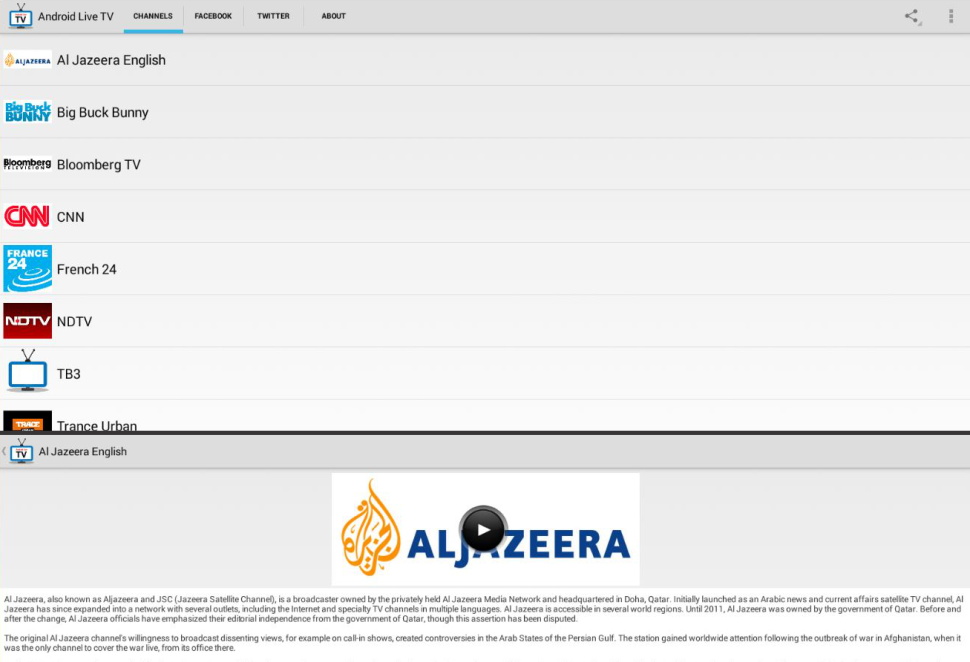 TV
Android Live TV
CHANNELS
FACEBOOK
TWITTER
ABOUT
ALJAZEERA
Al Jazeera English
Big Buck
BUNNY
Big Buck Bunny
Bloomberg
TELEVISION
Bloomberg TV
CNN
CNN
FRANCE
24
French 24
NDTV
NDTV
TB3
TRACE
Trance Urban
TV
Al Jazeera English
الجزيرة
ALJAZEERA
Al Jazeera, also known as Aljazeera and JSC (Jazeera Satellite Channel), is a broadcaster owned by the privately held Al Jazeera Media Network and headquartered in Doha, Qatar. Initially launched as an Arabic news and current affairs satellite TV channel, Al
Jazeera has since expanded into a network with several outlets, including the Internet and specialty TV channels in multiple languages. Al Jazeera is accessible in several world regions. Until 2011, Al Jazeera was owned by the government of Qatar. Before and
after the change, Al Jazeera officials have emphasized their editorial independence from the government of Qatar, though this assertion has been disputed.
The original Al Jazeera channel's willingness to broadcast dissenting views, for example on call-in shows, created controversies in the Arab States of the Persian Gulf. The station gained worldwide attention following the outbreak of war in Afghanistan, when it
was the only channel to cover the war live, from its office there.